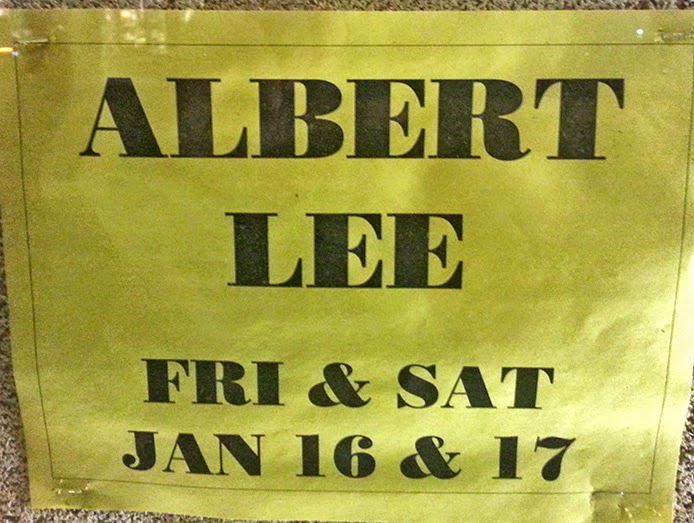 ALBERT
LEE
FRI & SAT
JAN 16 & 17